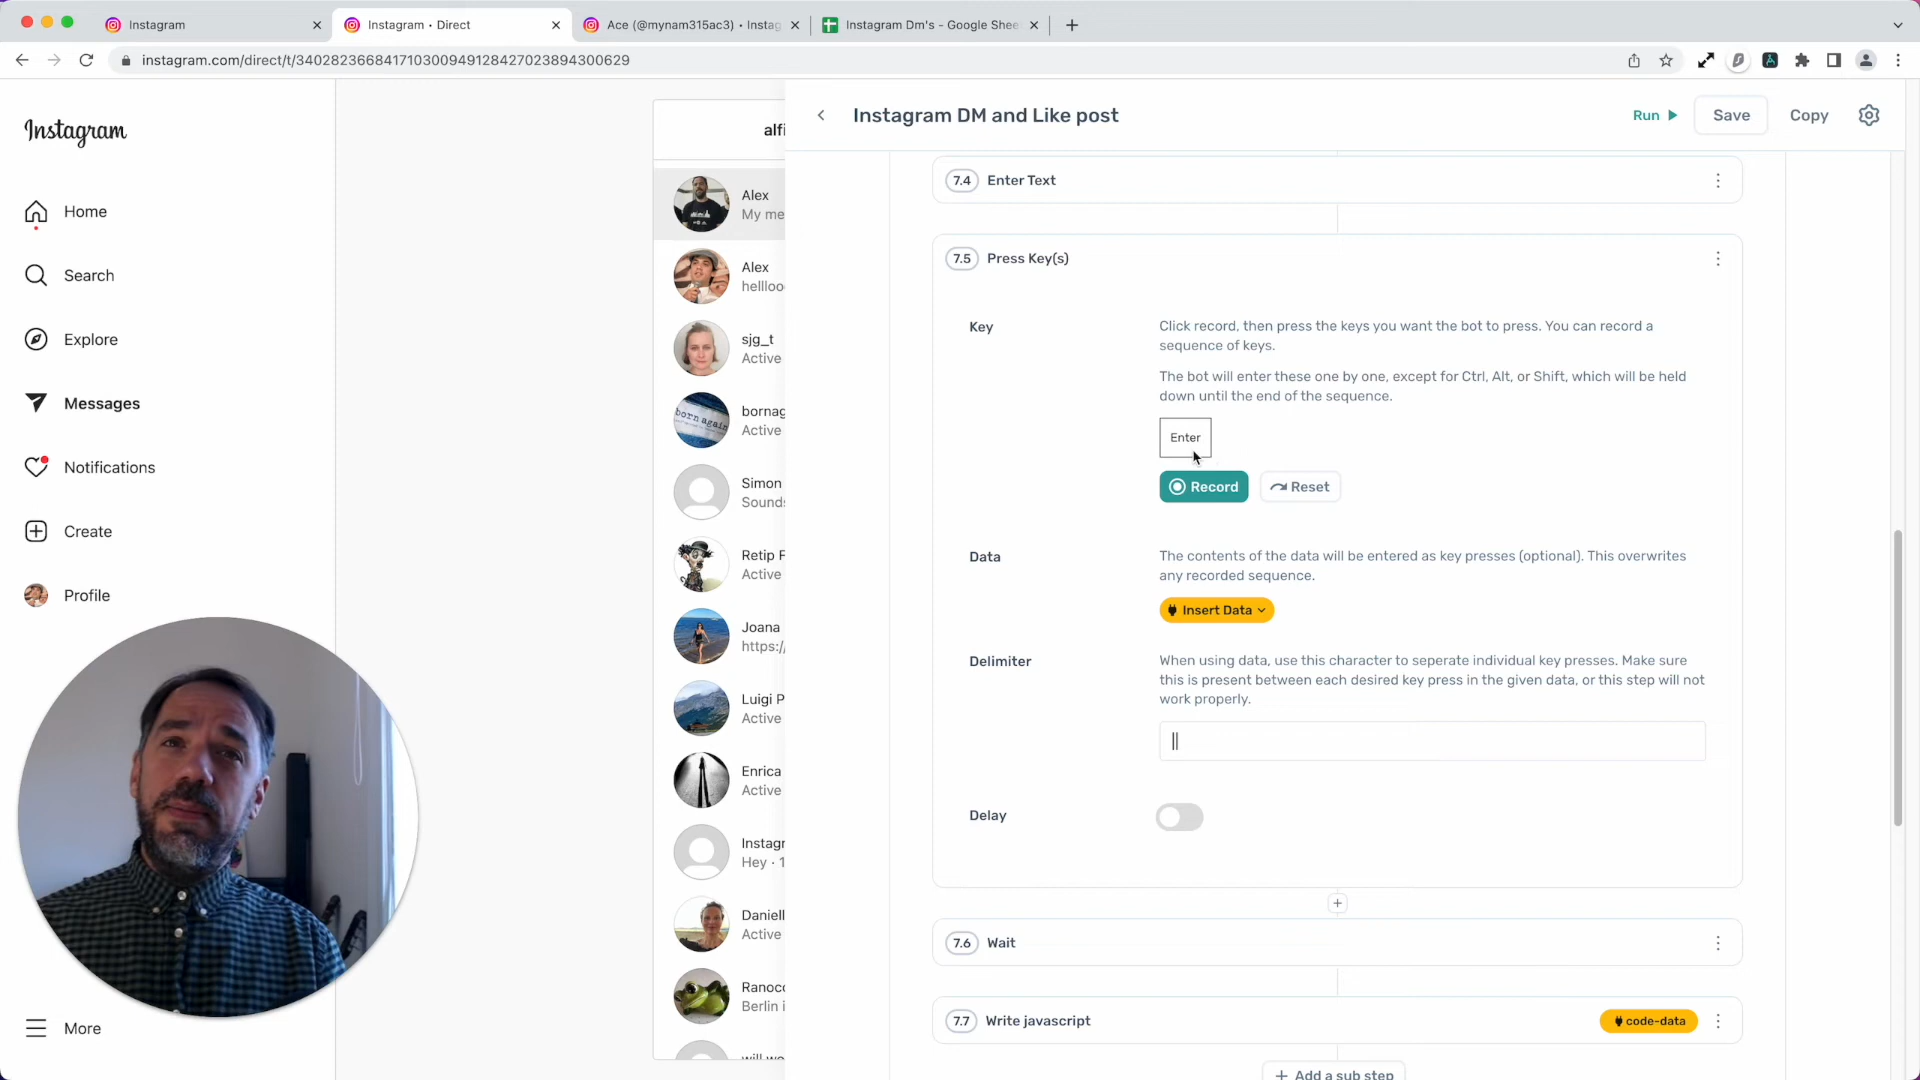 Instagram
Instagram • Direct
Ace (@mynam315ac3) • Instag
Instagram Dm's - Google Shee
instagram.com/direct/t/340282366841710300949128427023894300629
Instagram
Home
Search
Explore
Messages
Notifications
Create
Profile
More
alfi
Alex
My me
Alex
hellloo
sjg_t
Active
born again
bornag
Active
Simon
Sounds
Retip F
Active
Joana
https:/
Luigi P
Active
Enrica
Active
Instagr
Hey · 1
Daniell
Active
Ranoco
Berlin i
will we
Instagram DM and Like post
Run
Save
Copy
7.4 Enter Text
7.5 Press Key(s)
Key
Click record, then press the keys you want the bot to press. You can record a
sequence of keys.
The bot will enter these one by one, except for Ctrl, Alt, or Shift, which will be held
down until the end of the sequence.
Enter
Record
Reset
Data
The contents of the data will be entered as key presses (optional). This overwrites
any recorded sequence.
Insert Data
Delimiter
When using data, use this character to seperate individual key presses. Make sure
this is present between each desired key press in the given data, or this step will not
work properly.
||
Delay
7.6 Wait
7.7 Write javascript
code-data
+ Add a sub step